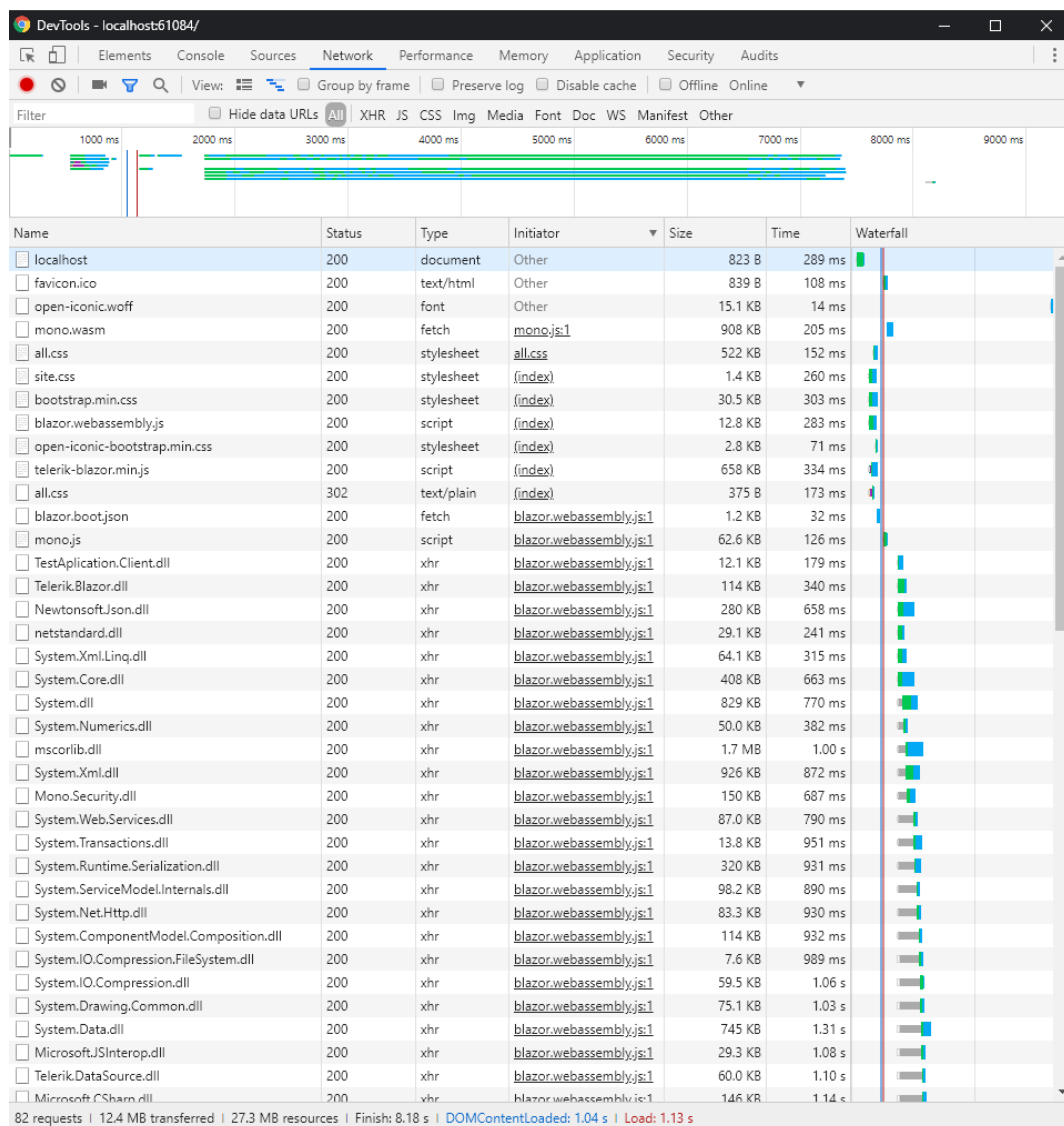 DevTools - localhost:61084/
Elements Console Sources Network Performance Memory Application Security Audits
View: Group by frame Preserve log Disable cache Offline Online
Filter Hide data URLs All XHR JS CSS Img Media Font Doc WS Manifest Other
1000 ms 2000 ms 3000 ms 4000 ms 5000 ms 6000 ms 7000 ms 8000 ms 9000 ms
Name Status Type Initiator Size Time Waterfall
localhost 200 document Other 823 B 289 ms
favicon.ico 200 text/html Other 839 B 108 ms
open-iconic.woff 200 font Other 15.1 KB 14 ms
mono.wasm 200 fetch mono.js:1 908 KB 205 ms
all.css 200 stylesheet all.css 522 KB 152 ms
site.css 200 stylesheet (index) 1.4 KB 260 ms
bootstrap.min.css 200 stylesheet (index) 30.5 KB 303 ms
blazor.webassembly.js 200 script (index) 12.8 KB 283 ms
open-iconic-bootstrap.min.css 200 stylesheet (index) 2.8 KB 71 ms
telerik-blazor.min.js 200 script (index) 658 KB 334 ms
all.css 302 text/plain (index) 375 B 173 ms
blazor.boot.json 200 fetch blazor.webassembly.js:1 1.2 KB 32 ms
mono.js 200 script blazor.webassembly.js:1 62.6 KB 126 ms
TestAplication.Client.dll 200 xhr blazor.webassembly.js:1 12.1 KB 179 ms
Telerik.Blazor.dll 200 xhr blazor.webassembly.js:1 114 KB 340 ms
Newtonsoft.Json.dll 200 xhr blazor.webassembly.js:1 280 KB 658 ms
netstandard.dll 200 xhr blazor.webassembly.js:1 29.1 KB 241 ms
System.Xml.Linq.dll 200 xhr blazor.webassembly.js:1 64.1 KB 315 ms
System.Core.dll 200 xhr blazor.webassembly.js:1 408 KB 663 ms
System.dll 200 xhr blazor.webassembly.js:1 829 KB 770 ms
System.Numerics.dll 200 xhr blazor.webassembly.js:1 50.0 KB 382 ms
mscorlib.dll 200 xhr blazor.webassembly.js:1 1.7 MB 1.00 s
System.Xml.dll 200 xhr blazor.webassembly.js:1 926 KB 872 ms
Mono.Security.dll 200 xhr blazor.webassembly.js:1 150 KB 687 ms
System.Web.Services.dll 200 xhr blazor.webassembly.js:1 87.0 KB 790 ms
System.Transactions.dll 200 xhr blazor.webassembly.js:1 13.8 KB 951 ms
System.Runtime.Serialization.dll 200 xhr blazor.webassembly.js:1 320 KB 931 ms
System.ServiceModel.Internals.dll 200 xhr blazor.webassembly.js:1 98.2 KB 890 ms
System.Net.Http.dll 200 xhr blazor.webassembly.js:1 83.3 KB 930 ms
System.ComponentModel.Composition.dll 200 xhr blazor.webassembly.js:1 114 KB 932 ms
System.IO.Compression.FileSystem.dll 200 xhr blazor.webassembly.js:1 7.6 KB 989 ms
System.IO.Compression.dll 200 xhr blazor.webassembly.js:1 59.5 KB 1.06 s
System.Drawing.Common.dll 200 xhr blazor.webassembly.js:1 75.1 KB 1.03 s
System.Data.dll 200 xhr blazor.webassembly.js:1 745 KB 1.31 s
Microsoft.JSInterop.dll 200 xhr blazor.webassembly.js:1 29.3 KB 1.08 s
Telerik.DataSource.dll 200 xhr blazor.webassembly.js:1 60.0 KB 1.10 s
Microsoft.CSharp.dll 200 xhr blazor.webassembly.js:1 146 KB 1.14 s
82 requests | 12.4 MB transferred | 27.3 MB resources | Finish: 8.18 s | DOMContentLoaded: 1.04 s | Load: 1.13 s